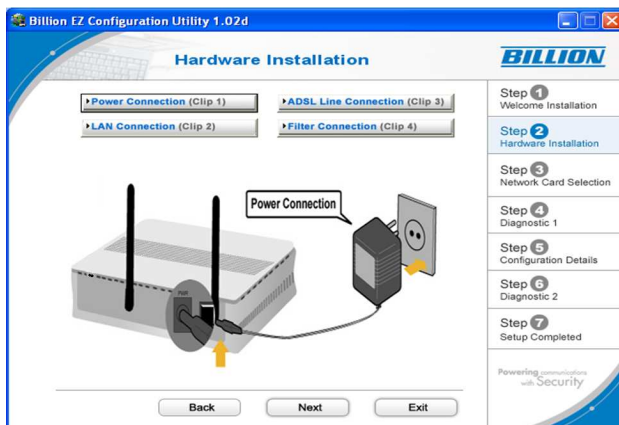 Billion EZ Configuration Utility 1.02d
Hardware Installation
BILLION
Power Connection (Clip 1)
ADSL Line Connection (Clip 3)
LAN Connection (Clip 2)
Filter Connection (Clip 4)
Power Connection
PWR
Step 1
Welcome Installation
Step 2
Hardware Installation
Step 3
Network Card Selection
Step 4
Diagnostic 1
Step 5
Configuration Details
Step 6
Diagnostic 2
Step 7
Setup Completed
Powering communications
with Security
Back
Next
Exit